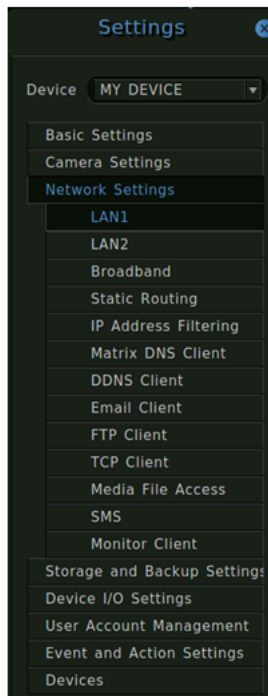 Settings
Device MY DEVICE
Basic Settings
Camera Settings
Network Settings
LAN1
LAN2
Broadband
Static Routing
IP Address Filtering
Matrix DNS Client
DDNS Client
Email Client
FTP Client
TCP Client
Media File Access
SMS
Monitor Client
Storage and Backup Settings
Device I/O Settings
User Account Management
Event and Action Settings
Devices